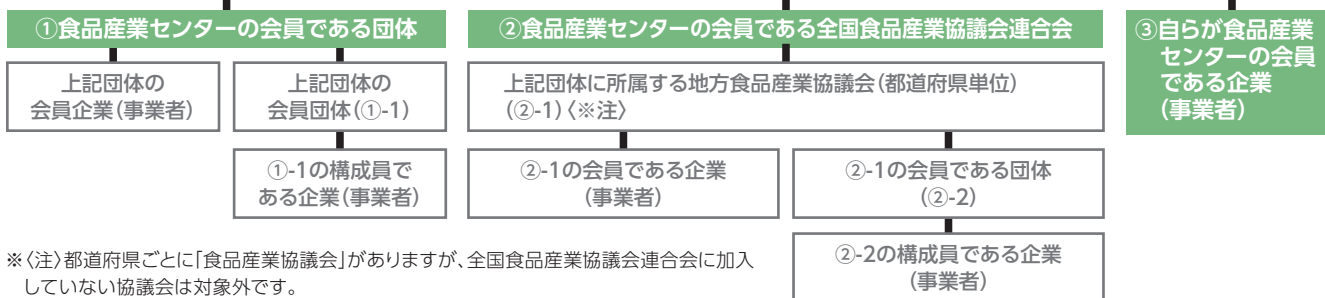 ①食品産業センターの会員である団体
②食品産業センターの会員である全国食品産業協議会連合会
③自らが食品産業
センターの会員
である企業
(事業者)
上記団体の
会員企業(事業者)
上記団体の
会員団体(①-1)
上記団体に所属する地方食品産業協議会(都道府県単位)
(②-1)〈※注〉
①-1の構成員で
ある企業(事業者)
②-1の会員である企業
(事業者)
②-1の会員である団体
(②-2)
②-2の構成員である企業
(事業者)
※〈注〉都道府県ごとに「食品産業協議会」がありますが、全国食品産業協議会連合会に加入
していない協議会は対象外です。